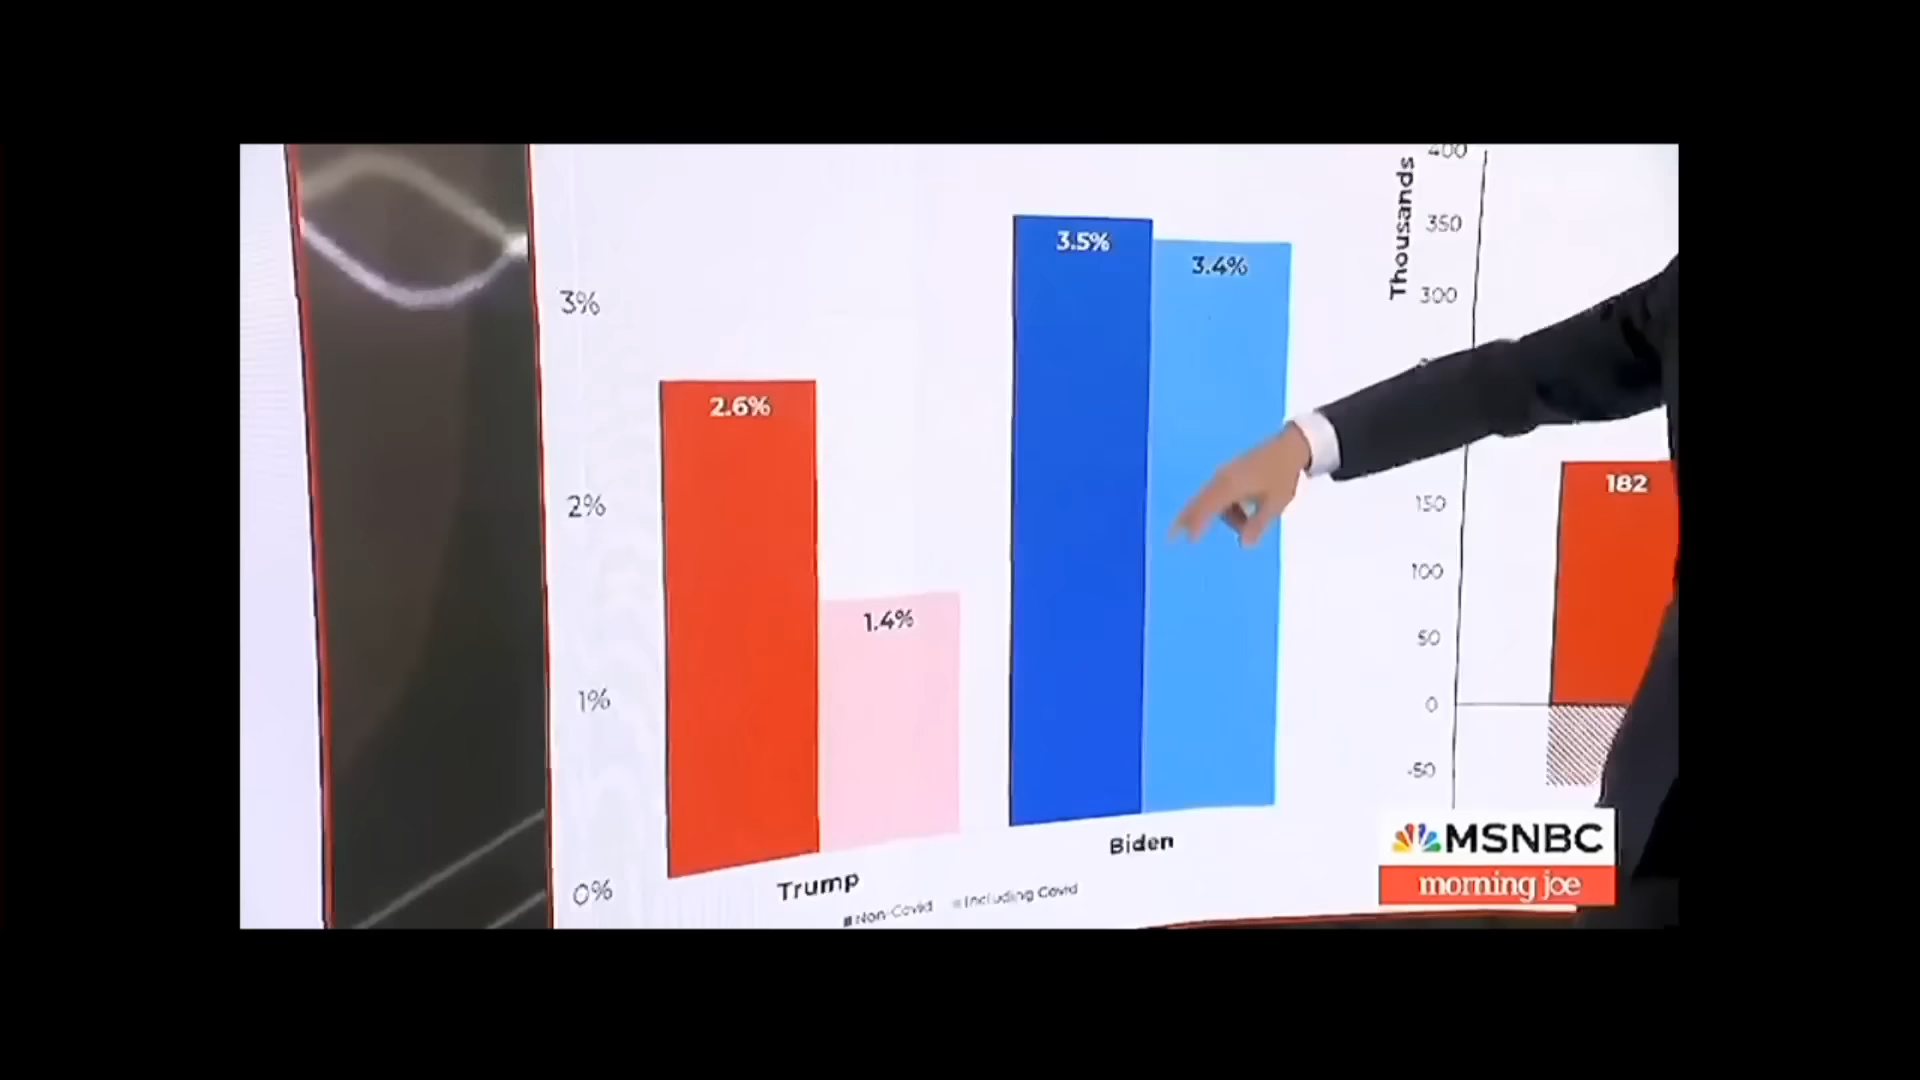 3%
2%
1%
0%
2.6%
1.4%
3.5%
3.4%
Trump
Biden
Non-Covid
Including Covid
Thousands
400
350
300
150
100
50
0
-50
182
MSNBC
morning joe